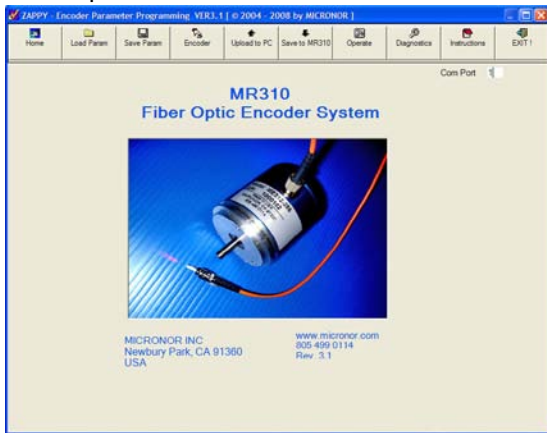 ZAPPY - Encoder Parameter Programming VER3.1 [ © 2004 - 2008 by MICRONOR ]
Home Load Param Save Param Encoder Upload to PC Save to MR310 Operate Diagnostics Instructions EXIT !
Com Port 1
MR310
Fiber Optic Encoder System
MICRONOR INC
Newbury Park, CA 91360
USA
www.micronor.com
805 499 0114
Rev. 3.1